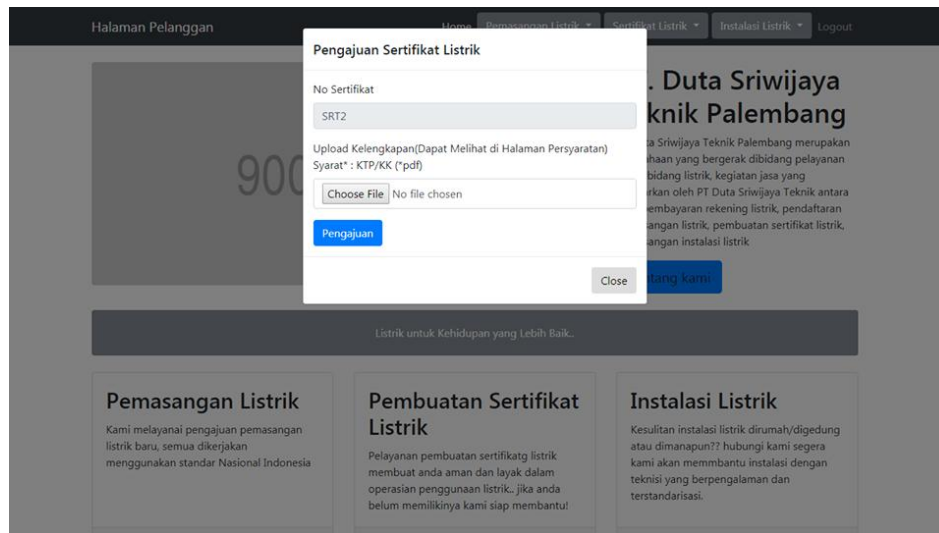 Halaman Pelanggan
Home
Pemasangan Listrik
Sertifikat Listrik
Instalasi Listrik
Logout
Pengajuan Sertifikat Listrik
No Sertifikat
SRT2
Upload Kelengkapan(Dapat Melihat di Halaman Persyaratan)
Syarat* : KTP/KK (*pdf)
Choose File No file chosen
Pengajuan
Close
900
. Duta Sriwijaya
knik Palembang
Sriwijaya Teknik Palembang merupakan
yang bergerak dibidang pelayanan
bidang listrik, kegiatan jasa yang
oleh PT Duta Sriwijaya Teknik antara
rekening listrik, pendaftaran
listrik, pembuatan sertifikat listrik,
instalasi listrik
kami
Listrik untuk Kehidupan yang Lebih Baik..
Pemasangan Listrik
Kami melayanai pengajuan pemasangan
listrik baru, semua dikerjakan
menggunakan standar Nasional Indonesia
Pembuatan Sertifikat
Listrik
Pelayanan pembuatan sertifikatg listrik
membuat anda aman dan layak dalam
operasian penggunaan listrik.. jika anda
belum memilikinya kami siap membantu!
Instalasi Listrik
Kesulitan instalasi listrik dirumah/digedung
atau dimanapun?? hubungi kami segera
kami akan memmbantu instalasi dengan
teknisi yang berpengalaman dan
terstandarisasi.